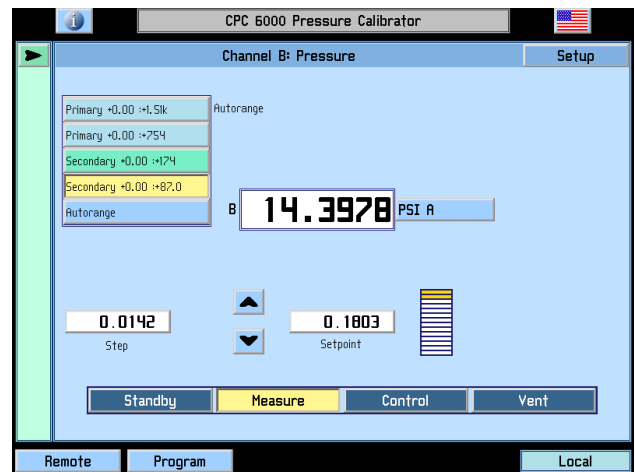 CPC 6000 Pressure Calibrator
Channel B: Pressure
Setup
Primary +0.00 :+1.51k
Autorange
Primary +0.00 :+754
Secondary +0.00 :+174
Secondary +0.00 :+87.0
Autorange
B 14.3978 PSI A
0.0142
0.1803
Step
Setpoint
Standby Measure Control Vent
Remote Program Local